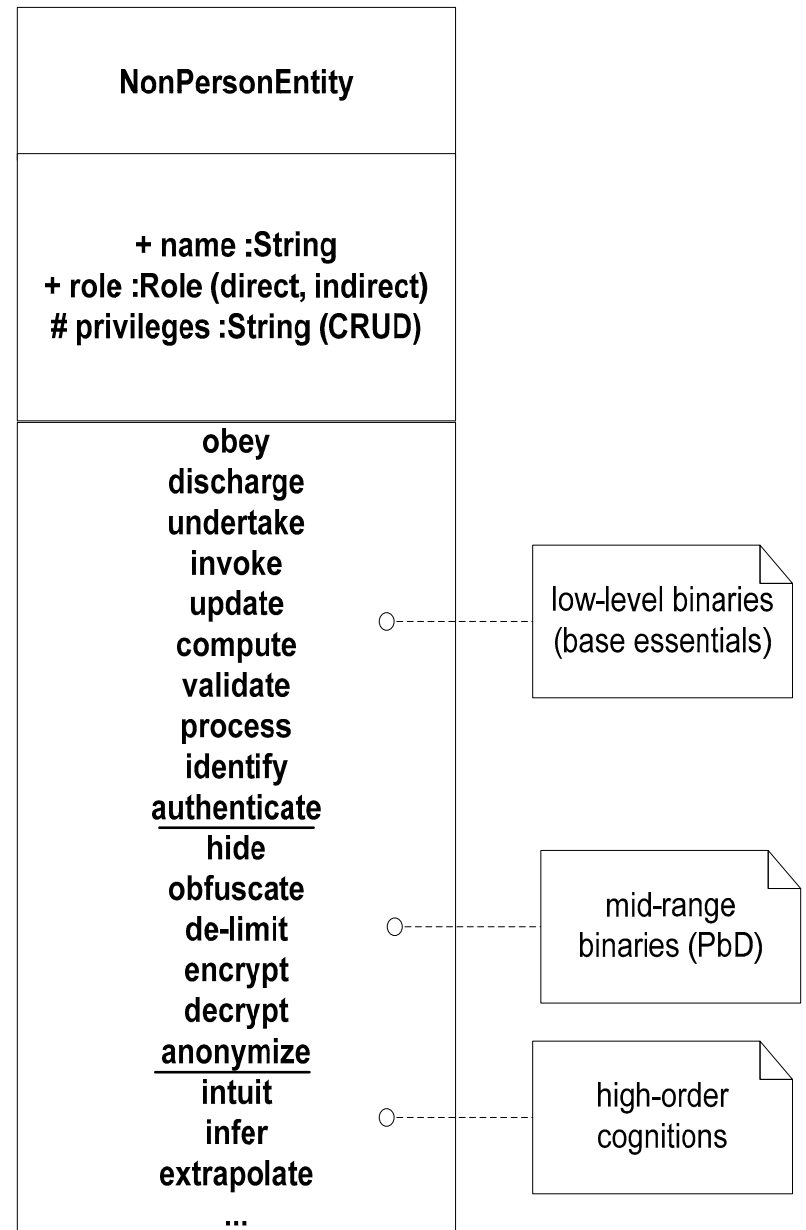 NonPersonEntity
+ name :String
+ role :Role (direct, indirect)
# privileges :String (CRUD)
obey
discharge
undertake
invoke
update
compute
validate
process
identify
authenticate
hide
obfuscate
de-limit
encrypt
decrypt
anonymize
intuit
infer
extrapolate
...
low-level binaries
(base essentials)
mid-range
binaries (PbD)
high-order
cognitions